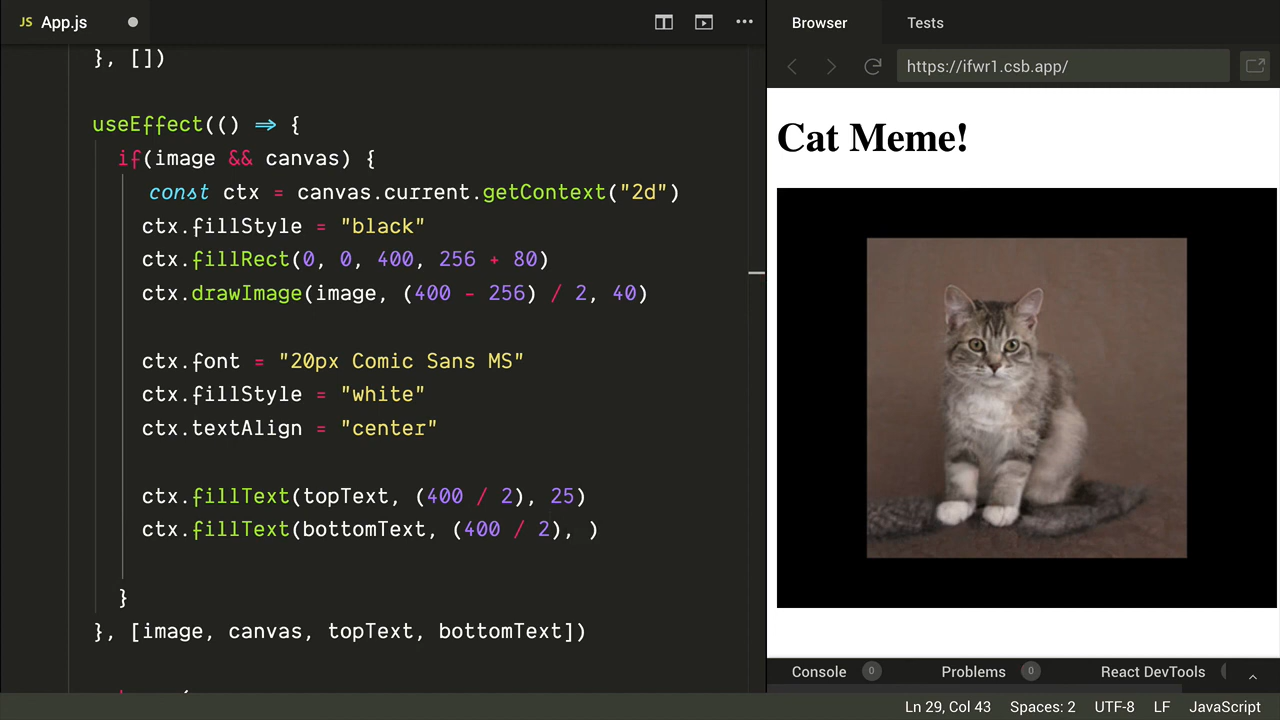 JS App.js
}, [])
useEffect(() => {
if(image && canvas) {
const ctx = canvas.current.getContext("2d")
ctx.fillStyle = "black"
ctx.fillRect(0, 0, 400, 256 + 80)
ctx.drawImage(image, (400 - 256) / 2, 40)
ctx.font = "20px Comic Sans MS"
ctx.fillStyle = "white"
ctx.textAlign = "center"
ctx.fillText(topText, (400 / 2), 25)
ctx.fillText(bottomText, (400 / 2), )
}
}, [image, canvas, topText, bottomText])
Browser Tests
https://ifwr1.csb.app/
Cat Meme!
Console 0 Problems 0 React DevTools
Ln 29, Col 43 Spaces: 2 UTF-8 LF JavaScript